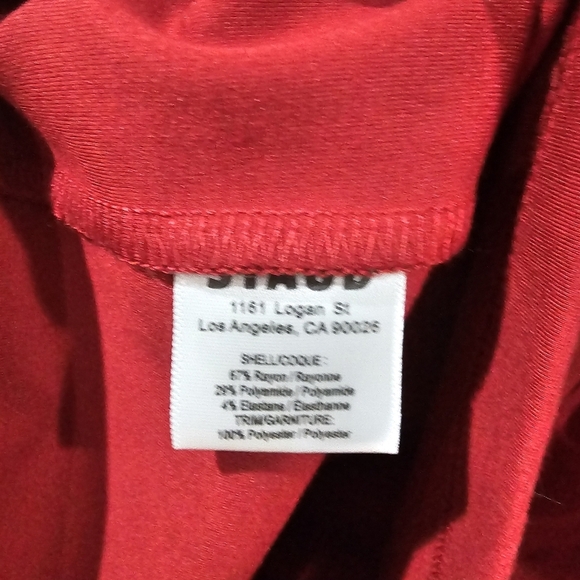 STAUD
1161 Logan St
Los Angeles, CA 90026
SHELL/COQUE:
67% Rayon / Rayonne
29% Polyamide / Polyamide
4% Elastane / Elasthanne
TRIM/GARNITURE:
100% Polyester / Polyester